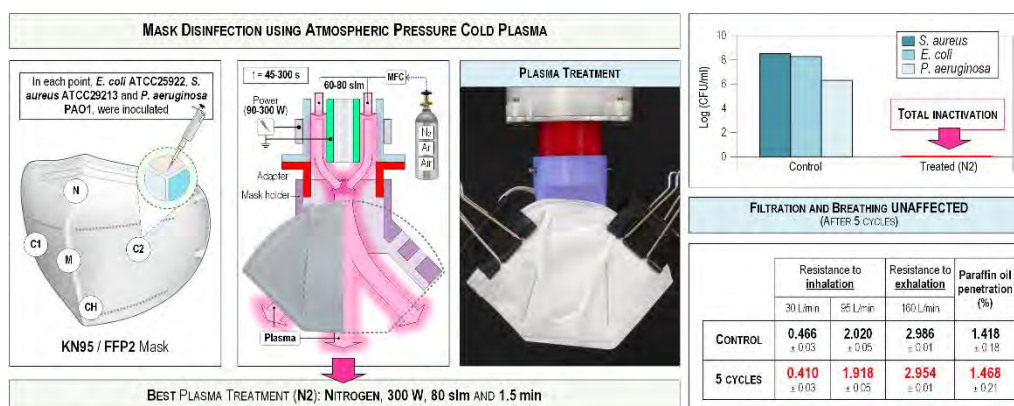 MASK DISINFECTION USING ATMOSPHERIC PRESSURE COLD PLASMA
In each point, E. coli ATCC25922, S.
aureus ATCC29213 and P. aeruginosa
PAO1, were inoculated
N
C1
M
C2
CH
KN95 / FFP2 Mask
t = 45-300 s
60-80 slm
MFC
Power
(90-300 W)
N2
Ar
Air
Adapter
Mask holder
Plasma
PLASMA TREATMENT
BEST PLASMA TREATMENT (N2): NITROGEN, 300 W, 80 slm AND 1.5 min
Log (CFU/ml)
10
8
6
4
2
0
S. aureus
E. coli
P. aeruginosa
TOTAL INACTIVATION
Control
Treated (N2)
FILTRATION AND BREATHING UNAFFECTED
(AFTER 5 CYCLES)
Resistance to inhalation
Resistance to exhalation
Paraffin oil penetration (%)
30 L/min
95 L/min
160 L/min
CONTROL
0.466 2.020 2.986 1.418
± 0.03 ± 0.05 ± 0.01 ± 0.18
5 CYCLES
0.410 1.918 2.954 1.468
± 0.03 ± 0.05 ± 0.01 ± 0.21